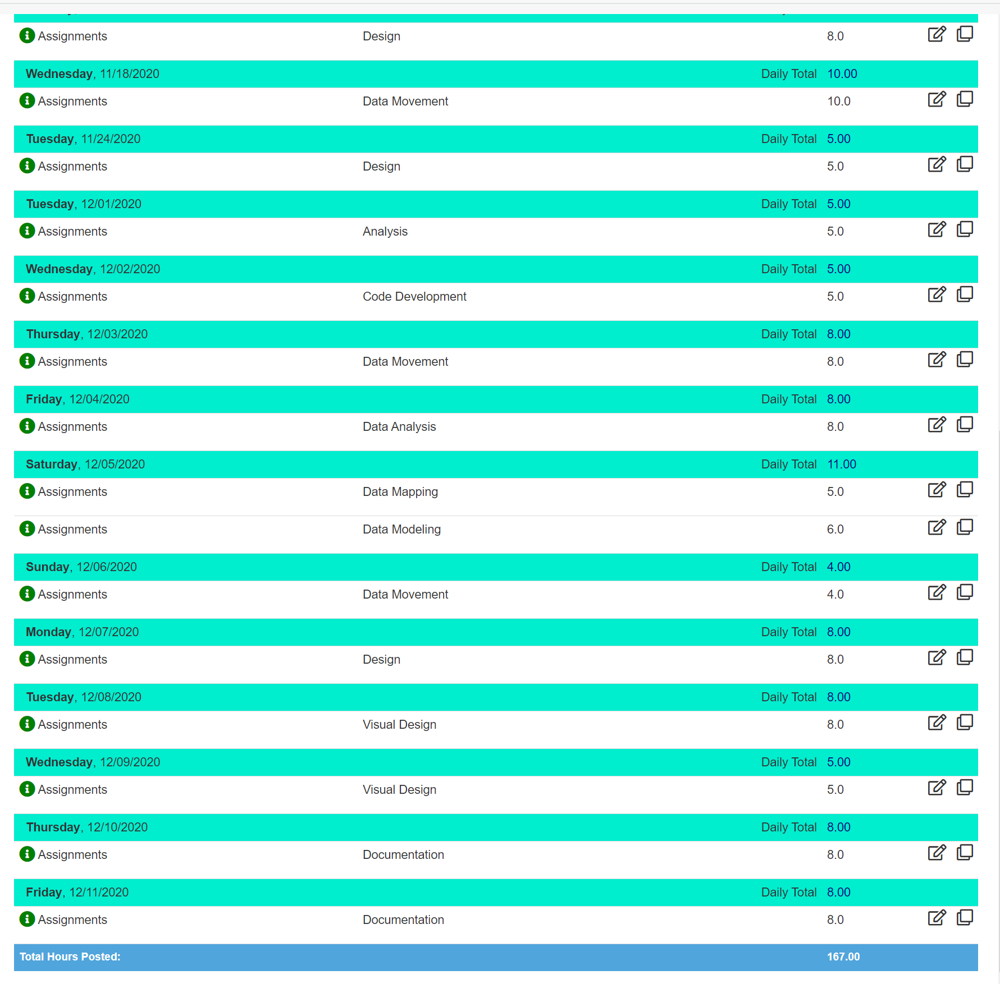 Assignments Design 8.0
Wednesday, 11/18/2020 Daily Total 10.00
Assignments Data Movement 10.0
Tuesday, 11/24/2020 Daily Total 5.00
Assignments Design 5.0
Tuesday, 12/01/2020 Daily Total 5.00
Assignments Analysis 5.0
Wednesday, 12/02/2020 Daily Total 5.00
Assignments Code Development 5.0
Thursday, 12/03/2020 Daily Total 8.00
Assignments Data Movement 8.0
Friday, 12/04/2020 Daily Total 8.00
Assignments Data Analysis 8.0
Saturday, 12/05/2020 Daily Total 11.00
Assignments Data Mapping 5.0
Assignments Data Modeling 6.0
Sunday, 12/06/2020 Daily Total 4.00
Assignments Data Movement 4.0
Monday, 12/07/2020 Daily Total 8.00
Assignments Design 8.0
Tuesday, 12/08/2020 Daily Total 8.00
Assignments Visual Design 8.0
Wednesday, 12/09/2020 Daily Total 5.00
Assignments Visual Design 5.0
Thursday, 12/10/2020 Daily Total 8.00
Assignments Documentation 8.0
Friday, 12/11/2020 Daily Total 8.00
Assignments Documentation 8.0
Total Hours Posted: 167.00